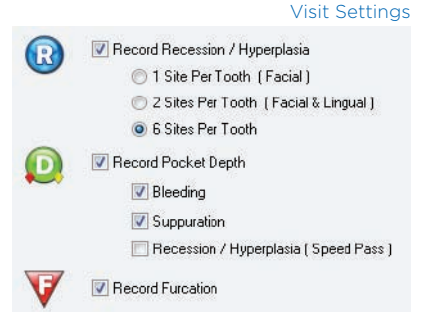 Visit Settings
R
Record Recession / Hyperplasia
1 Site Per Tooth ( Facial )
2 Sites Per Tooth ( Facial & Lingual )
6 Sites Per Tooth
D
Record Pocket Depth
Bleeding
Suppuration
Recession / Hyperplasia ( Speed Pass )
F
Record Furcation